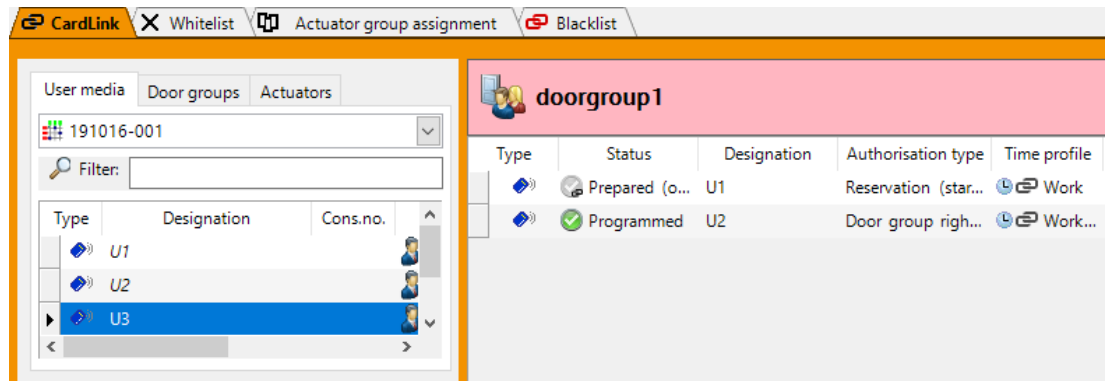 CardLink Whitelist Actuator group assignment Blacklist
User media Door groups Actuators
191016-001
Filter:
Type Designation Cons.no.
U1
U2
U3
doorgroup1
Type Status Designation Authorisation type Time profile
Prepared (o... U1 Reservation (star... Work
Programmed U2 Door group righ... Work...